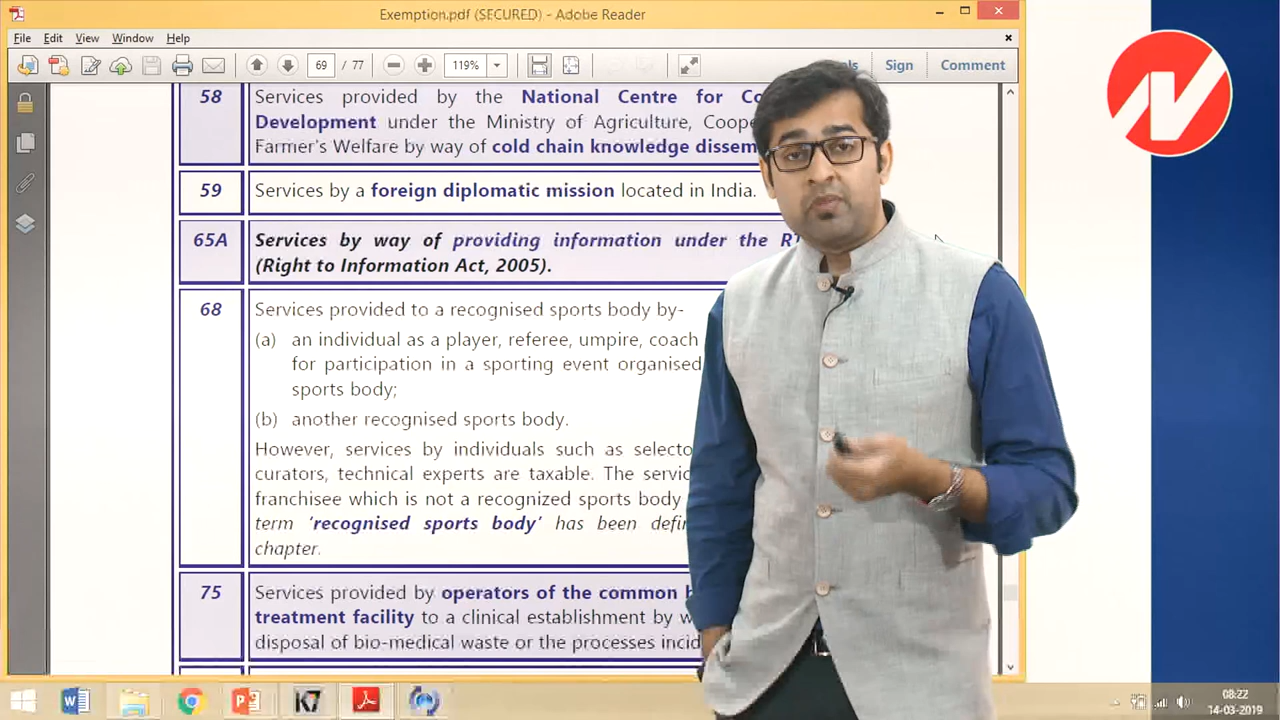 Exemption.pdf (SECURED) - Adobe Reader
File Edit View Window Help
69 / 77 119% Sign Comment
58 Services provided by the National Centre for
Development under the Ministry of Agriculture,
Farmer's Welfare by way of cold chain knowledge
59 Services by a foreign diplomatic mission located in India.
65A Services by way of providing information under the
(Right to Information Act, 2005).
68 Services provided to a recognised sports body by-
(a) an individual as a player, referee, umpire, coach
for participation in a sporting event organised
sports body;
(b) another recognised sports body.
However, services by individuals such as
curators, technical experts are taxable. The
franchisee which is not a recognized sports body
term 'recognised sports body' has been
chapter.
75 Services provided by operators of the common
treatment facility to a clinical establishment by
disposal of bio-medical waste or the processes
08:22
14-03-2019